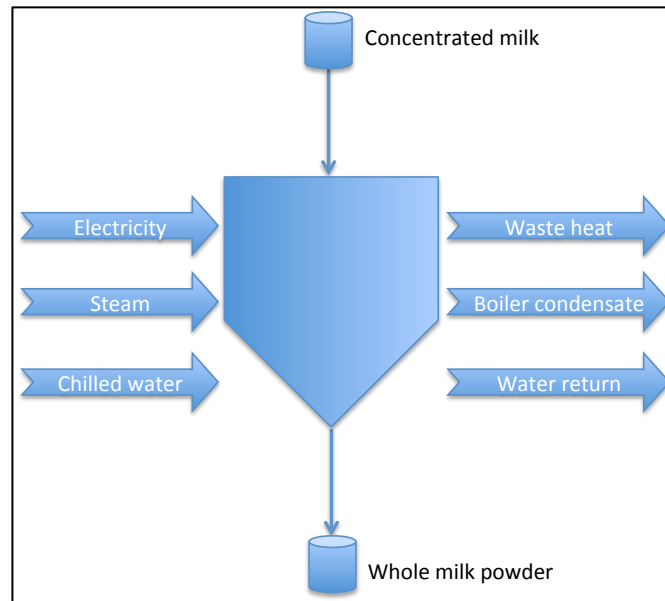 Concentrated milk
Electricity
Waste heat
Steam
Boiler condensate
Chilled water
Water return
Whole milk powder